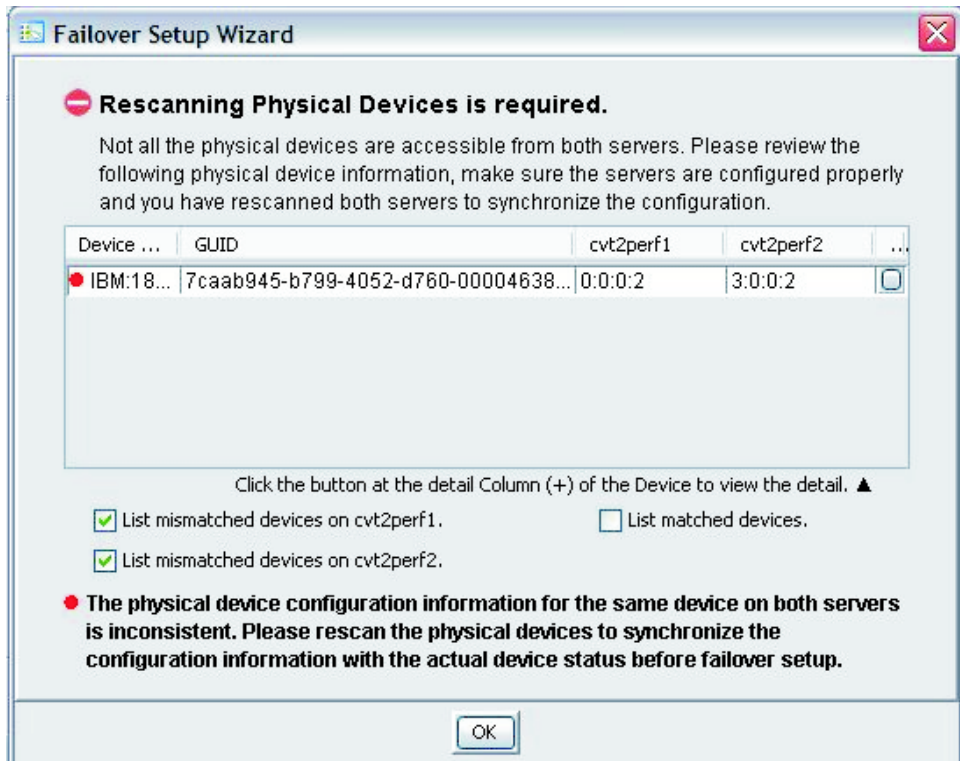 Failover Setup Wizard
Rescanning Physical Devices is required.
Not all the physical devices are accessible from both servers. Please review the
following physical device information, make sure the servers are configured properly
and you have rescanned both servers to synchronize the configuration.
Device ... GUID cvt2perf1 cvt2perf2 ...
IBM:18... 7caab945-b799-4052-d760-00004638... 0:0:0:2 3:0:0:2
Click the button at the detail Column (+) of the Device to view the detail. ▲
List mismatched devices on cvt2perf1. List matched devices.
List mismatched devices on cvt2perf2.
The physical device configuration information for the same device on both servers
is inconsistent. Please rescan the physical devices to synchronize the
configuration information with the actual device status before failover setup.
OK